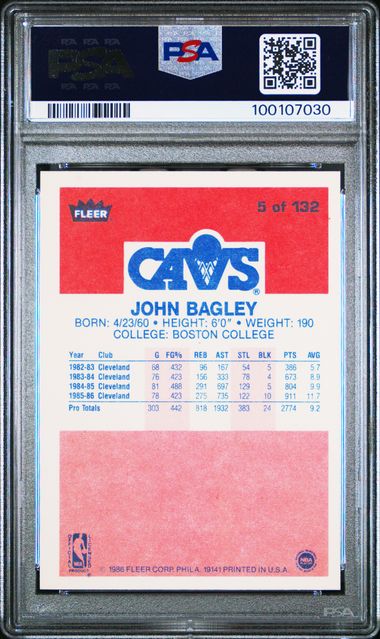 PSA
PSA
100107030
FLEER
5 of 132
CAVS®
JOHN BAGLEY
BORN: 4/23/60 • HEIGHT: 6'0" • WEIGHT: 190
COLLEGE: BOSTON COLLEGE
Year Club G FG% REB AST STL BLK PTS AVG
1982-83 Cleveland 68 432 96 167 54 5 386 5.7
1983-84 Cleveland 76 423 156 333 78 4 673 8.9
1984-85 Cleveland 81 488 291 697 129 5 804 9.9
1985-86 Cleveland 78 423 275 735 122 10 911 11.7
Pro Totals 303 442 818 1932 383 24 2774 9.2
© 1986 FLEER CORP. PHILA. 19141 PRINTED IN U.S.A.
PSA